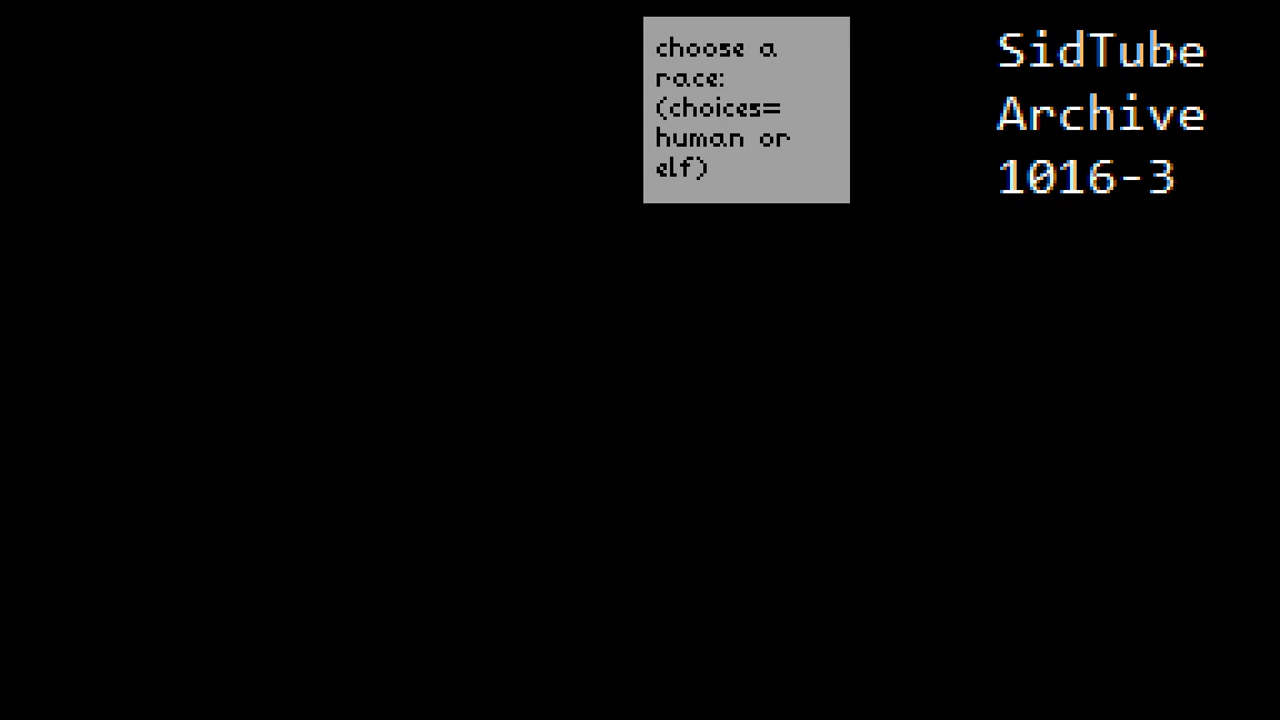 choose a
race:
(choices=
human or
elf)
SidTube
Archive
1016-3